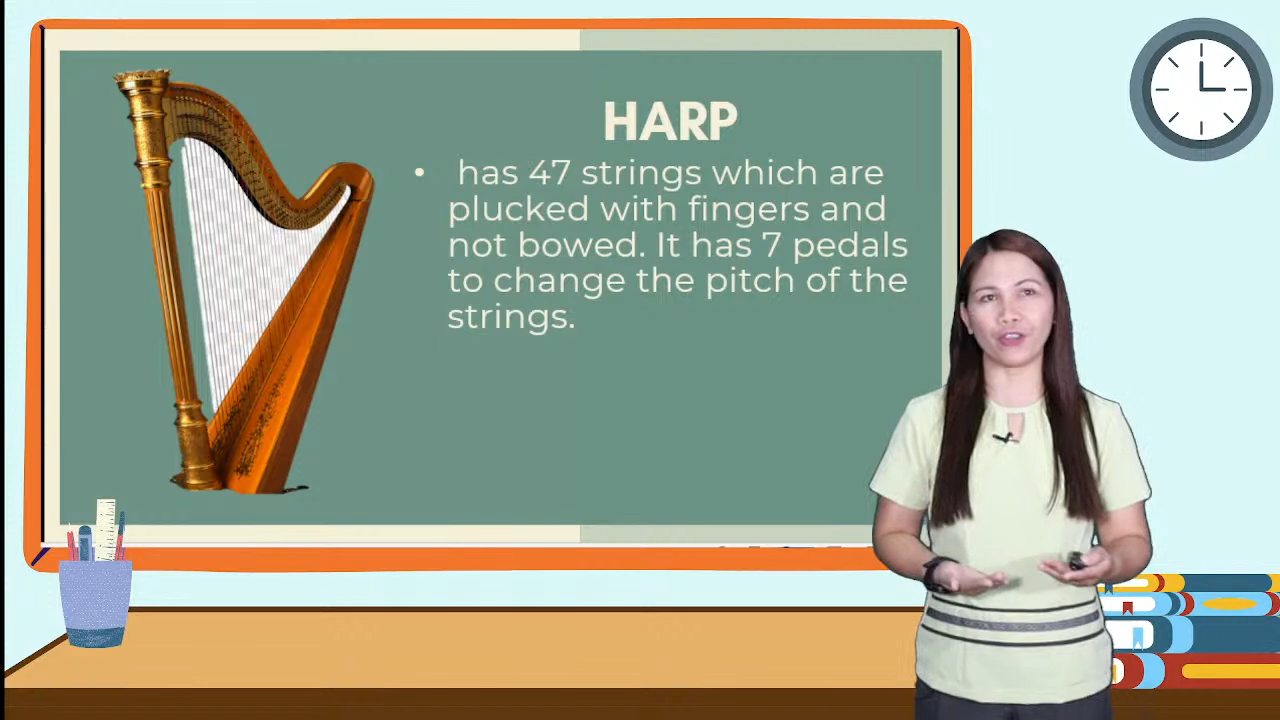 HARP
• has 47 strings which are
plucked with fingers and
not bowed. It has 7 pedals
to change the pitch of the
strings.